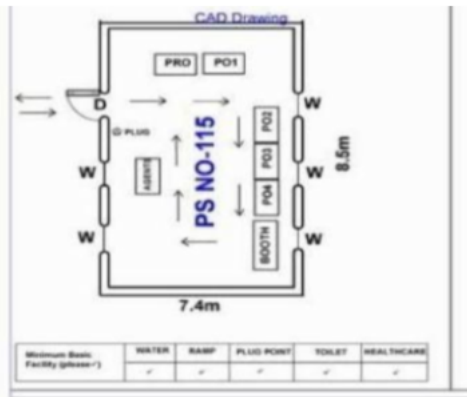 CAD Drawing
PRO PO1
D W
PLUG
PO2
PS NO-115
PO3
8.5m
W AGENTS W
PO4
W BOOTH W
7.4m
Minimum Basic Facility (please✓) WATER RAMP PLUG POINT TOILET HEALTHCARE
✓ ✓ ✓ ✓ ✓